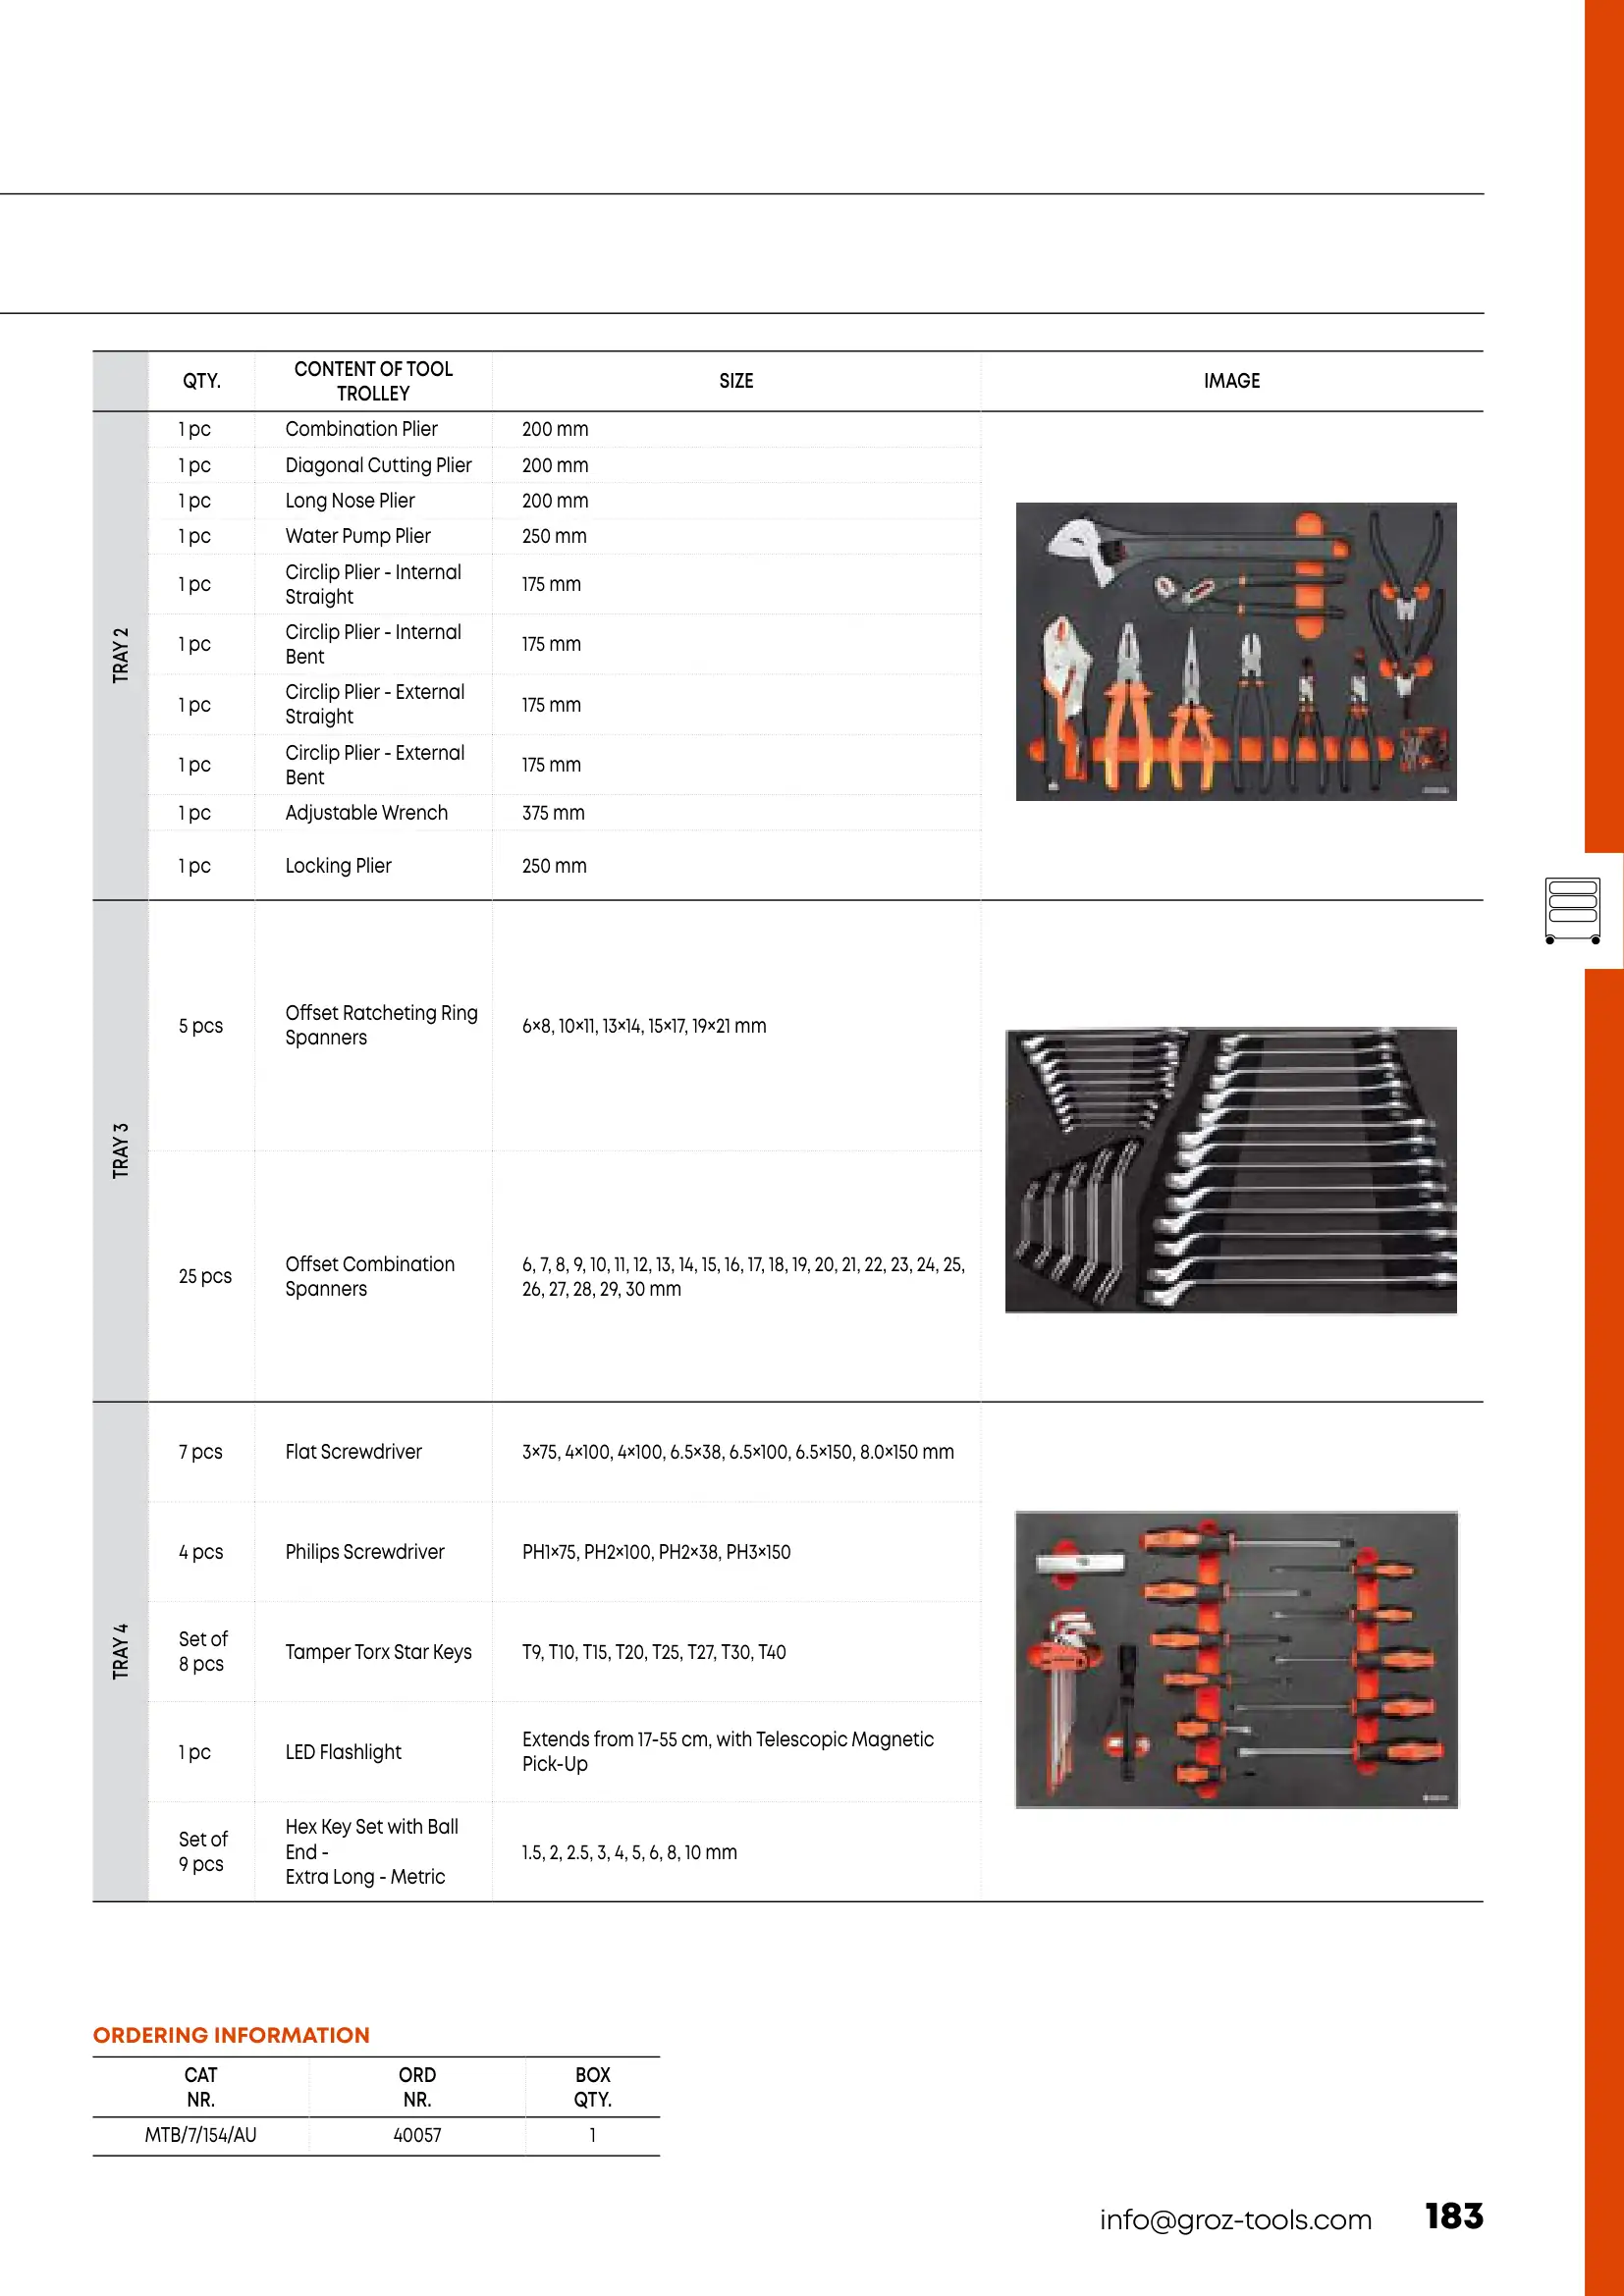 QTY.
CONTENT OF TOOL
TROLLEY
SIZE
IMAGE
TRAY 2
1 pc
Combination Plier
200 mm
1 pc
Diagonal Cutting Plier
200 mm
1 pc
Long Nose Plier
200 mm
1 pc
Water Pump Plier
250 mm
1 pc
Circlip Plier - Internal
Straight
175 mm
1 pc
Circlip Plier - Internal
Bent
175 mm
1 pc
Circlip Plier - External
Straight
175 mm
1 pc
Circlip Plier - External
Bent
175 mm
1 pc
Adjustable Wrench
375 mm
1 pc
Locking Plier
250 mm
TRAY 3
5 pcs
Offset Ratcheting Ring
Spanners
6×8, 10×11, 13×14, 15×17, 19×21 mm
25 pcs
Offset Combination
Spanners
6, 7, 8, 9, 10, 11, 12, 13, 14, 15, 16, 17, 18, 19, 20, 21, 22, 23, 24, 25,
26, 27, 28, 29, 30 mm
TRAY 4
7 pcs
Flat Screwdriver
3×75, 4×100, 4×100, 6.5×38, 6.5×100, 6.5×150, 8.0×150 mm
4 pcs
Philips Screwdriver
PH1×75, PH2×100, PH2×38, PH3×150
Set of
8 pcs
Tamper Torx Star Keys
T9, T10, T15, T20, T25, T27, T30, T40
1 pc
LED Flashlight
Extends from 17-55 cm, with Telescopic Magnetic
Pick-Up
Set of
9 pcs
Hex Key Set with Ball
End -
Extra Long - Metric
1.5, 2, 2.5, 3, 4, 5, 6, 8, 10 mm
ORDERING INFORMATION
CAT
NR.
ORD
NR.
BOX
QTY.
MTB/7/154/AU
40057
1
info@groz-tools.com
183